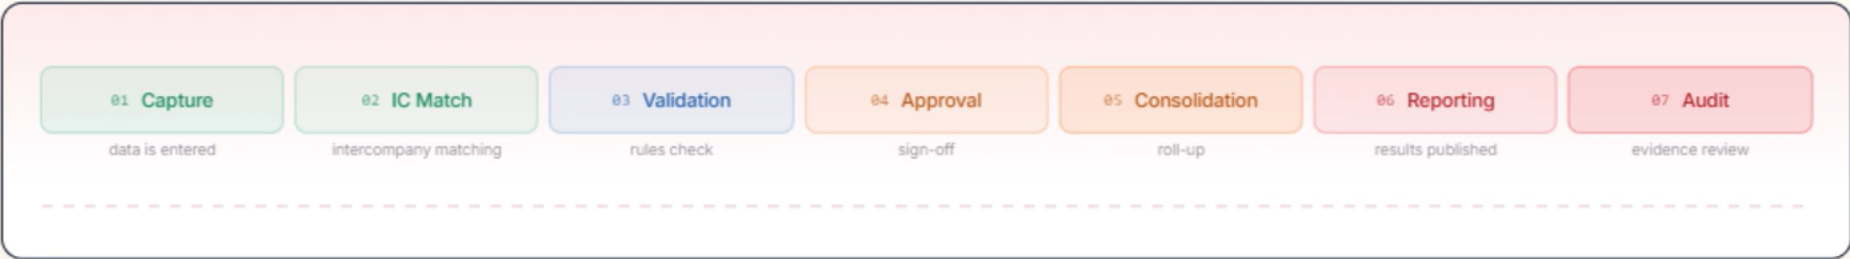 01 Capture
02 IC Match
03 Validation
04 Approval
05 Consolidation
06 Reporting
07 Audit
data is entered
intercompany matching
rules check
sign-off
roll-up
results published
evidence review